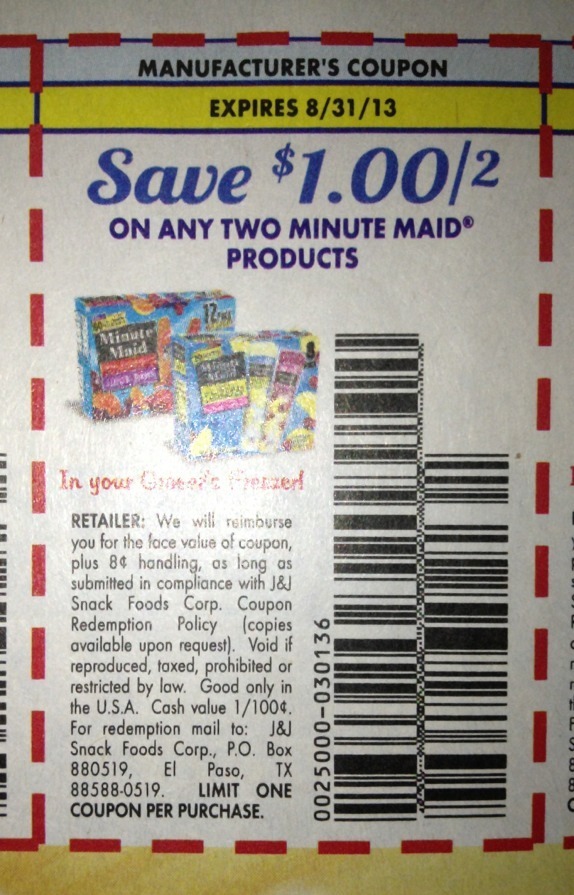 MANUFACTURER'S COUPON
EXPIRES 8/31/13
Save $1.00/2
ON ANY TWO MINUTE MAID®
PRODUCTS
12
Minute
Maid
Minute
Maid
8
In your Grocer's Freezer!
RETAILER: We will reimburse
you for the face value of coupon,
plus 8¢ handling, as long as
submitted in compliance with J&J
Snack Foods Corp. Coupon
Redemption Policy (copies
available upon request). Void if
reproduced, taxed, prohibited or
restricted by law. Good only in
the U.S.A. Cash value 1/100¢.
For redemption mail to: J&J
Snack Foods Corp., P.O. Box
880519, El Paso, TX
88588-0519. LIMIT ONE
COUPON PER PURCHASE.
0025000-030136